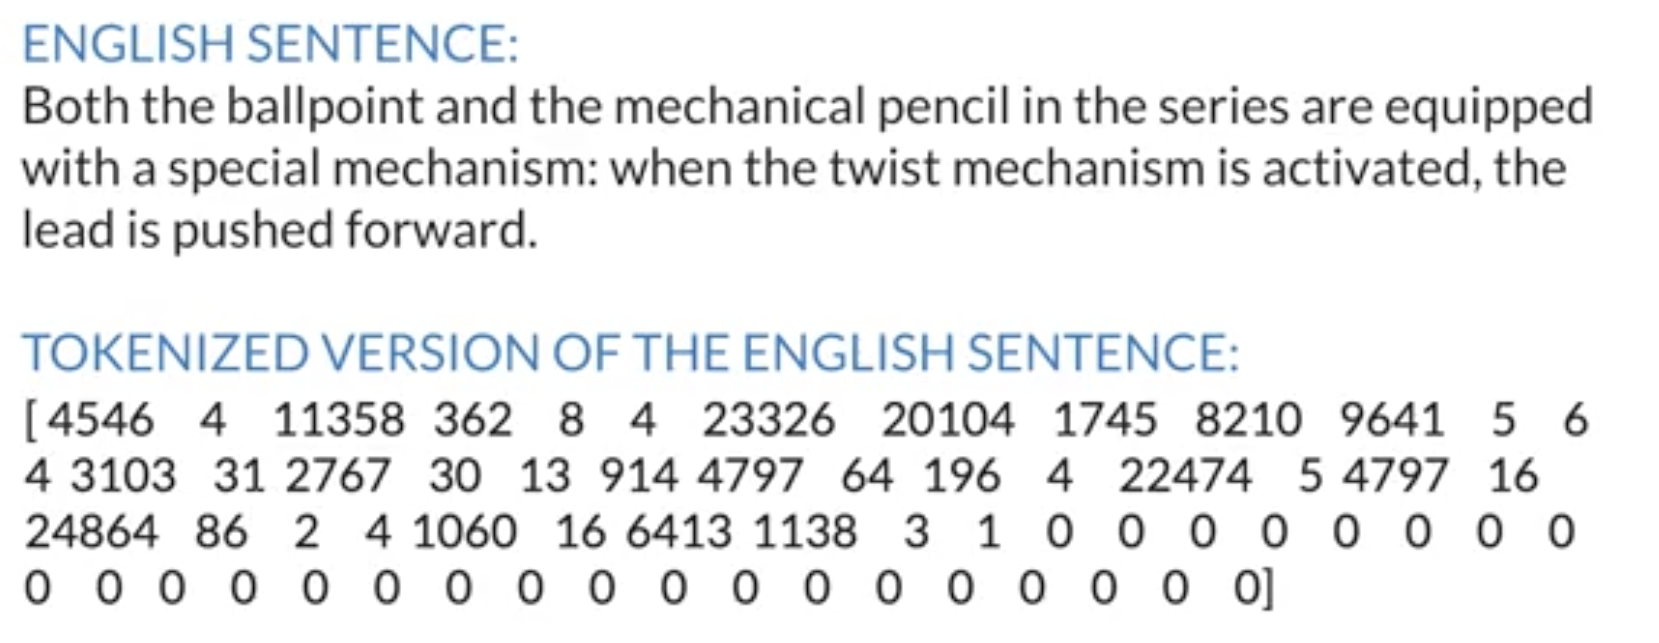 ENGLISH SENTENCE:
Both the ballpoint and the mechanical pencil in the series are equipped
with a special mechanism: when the twist mechanism is activated, the
lead is pushed forward.
TOKENIZED VERSION OF THE ENGLISH SENTENCE:
[ 4546 4 11358 362 8 4 23326 20104 1745 8210 9641 5 6
4 3103 31 2767 30 13 914 4797 64 196 4 22474 5 4797 16
24864 86 2 4 1060 16 6413 1138 3 1 0 0 0 0 0 0 0 0
0 0 0 0 0 0 0 0 0 0 0 0 0 0 0 0 0 0]